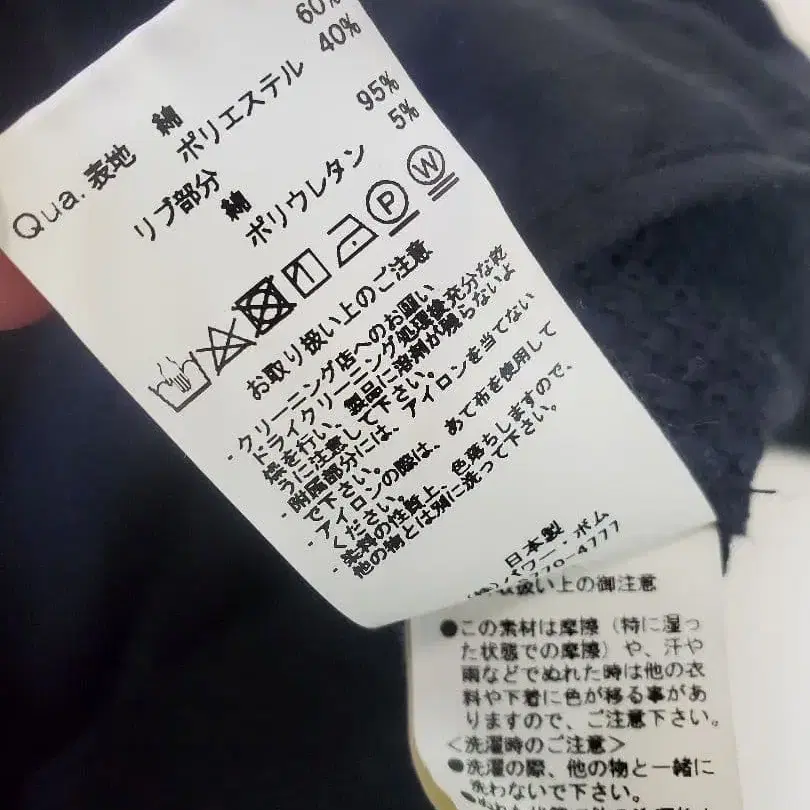 Qua. 表地 綿 60%
ポリエステル 40%
リブ部分
綿 95%
ポリウレタン 5%
P W
お取り扱い上のご注意
・クリーニング店へのお願い
ドライクリーニング処理後充分な乾
燥を行い、製品に溶剤が残らないよ
うに注意して下さい。
・附属部分には、アイロンを当てない
で下さい。
・アイロンの際は、あて布を使用して
ください。
・染料の性質上、色落ちしますので、
他の物とは別に洗って下さい。
日本製
パワー・ボム
770-4777
扱い上の御注意
●この素材は摩擦(特に湿っ
た状態での摩擦)や、汗や
雨などでぬれた時は他の衣
料や下着に色が移る事があ
りますので、ご注意下さい。
<洗濯時のご注意>
●洗濯の際、他の物と一緒に
洗わないで下さい。